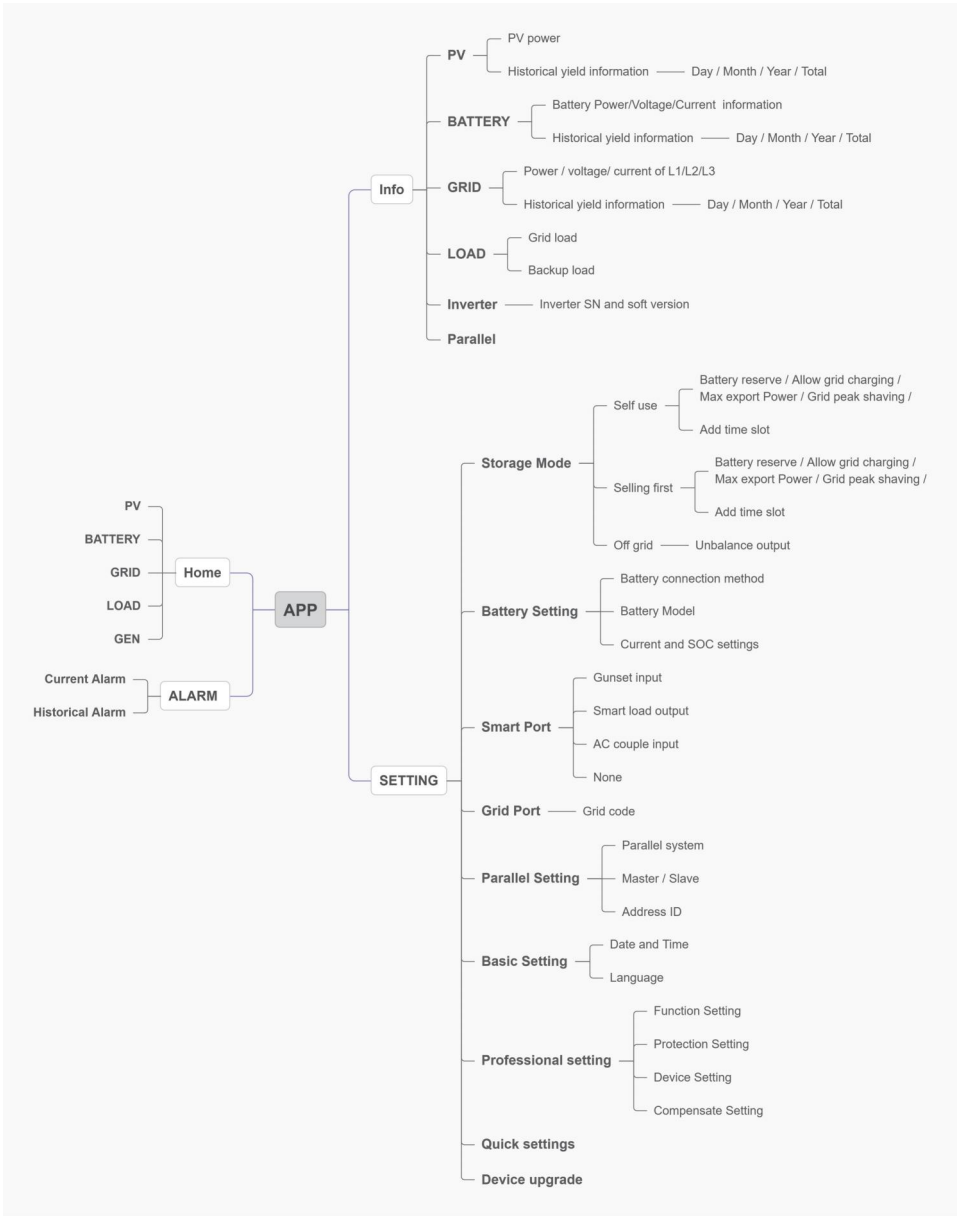 APP
Home
PV
BATTERY
GRID
LOAD
GEN
ALARM
Current Alarm
Historical Alarm
Info
PV
PV power
Historical yield information
Day / Month / Year / Total
BATTERY
Battery Power/Voltage/Current information
Historical yield information
Day / Month / Year / Total
GRID
Power / voltage/ current of L1/L2/L3
Historical yield information
Day / Month / Year / Total
LOAD
Grid load
Backup load
Inverter
Inverter SN and soft version
Parallel
SETTING
Storage Mode
Self use
Battery reserve / Allow grid charging /
Max export Power / Grid peak shaving /
Add time slot
Selling first
Battery reserve / Allow grid charging /
Max export Power / Grid peak shaving /
Add time slot
Off grid
Unbalance output
Battery Setting
Battery connection method
Battery Model
Current and SOC settings
Smart Port
Gunset input
Smart load output
AC couple input
None
Grid Port
Grid code
Parallel Setting
Parallel system
Master / Slave
Address ID
Basic Setting
Date and Time
Language
Professional setting
Function Setting
Protection Setting
Device Setting
Compensate Setting
Quick settings
Device upgrade